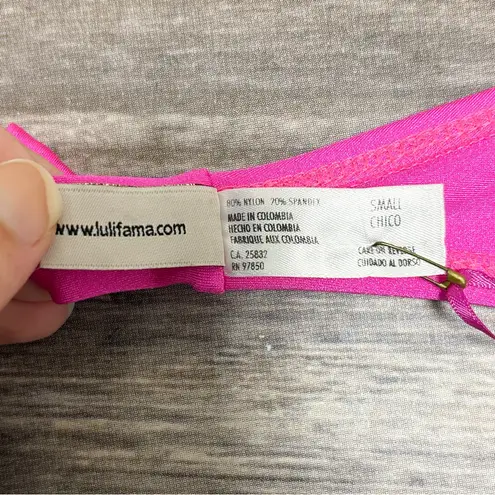 www.lulifama.com
80% NYLON 20% SPANDEX
MADE IN COLOMBIA
HECHO EN COLOMBIA
FABRIQUE AUX COLOMBIA
C.A. 25832
RN 97850
SMALL
CHICO
CARE ON REVERSE
CUIDADO AL DORSO